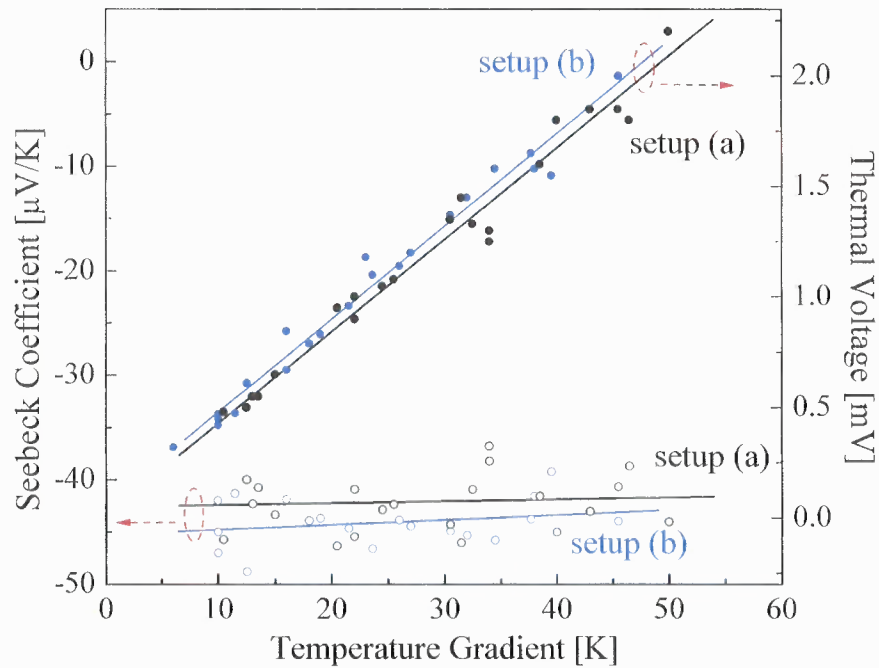 Seebeck Coefficient [µV/K]
0
-10
-20
-30
-40
-50
setup (b)
setup (a)
setup (a)
setup (b)
2.0
1.5
1.0
0.5
0.0
Thermal Voltage [mV]
0
10
20
30
40
50
60
Temperature Gradient [K]